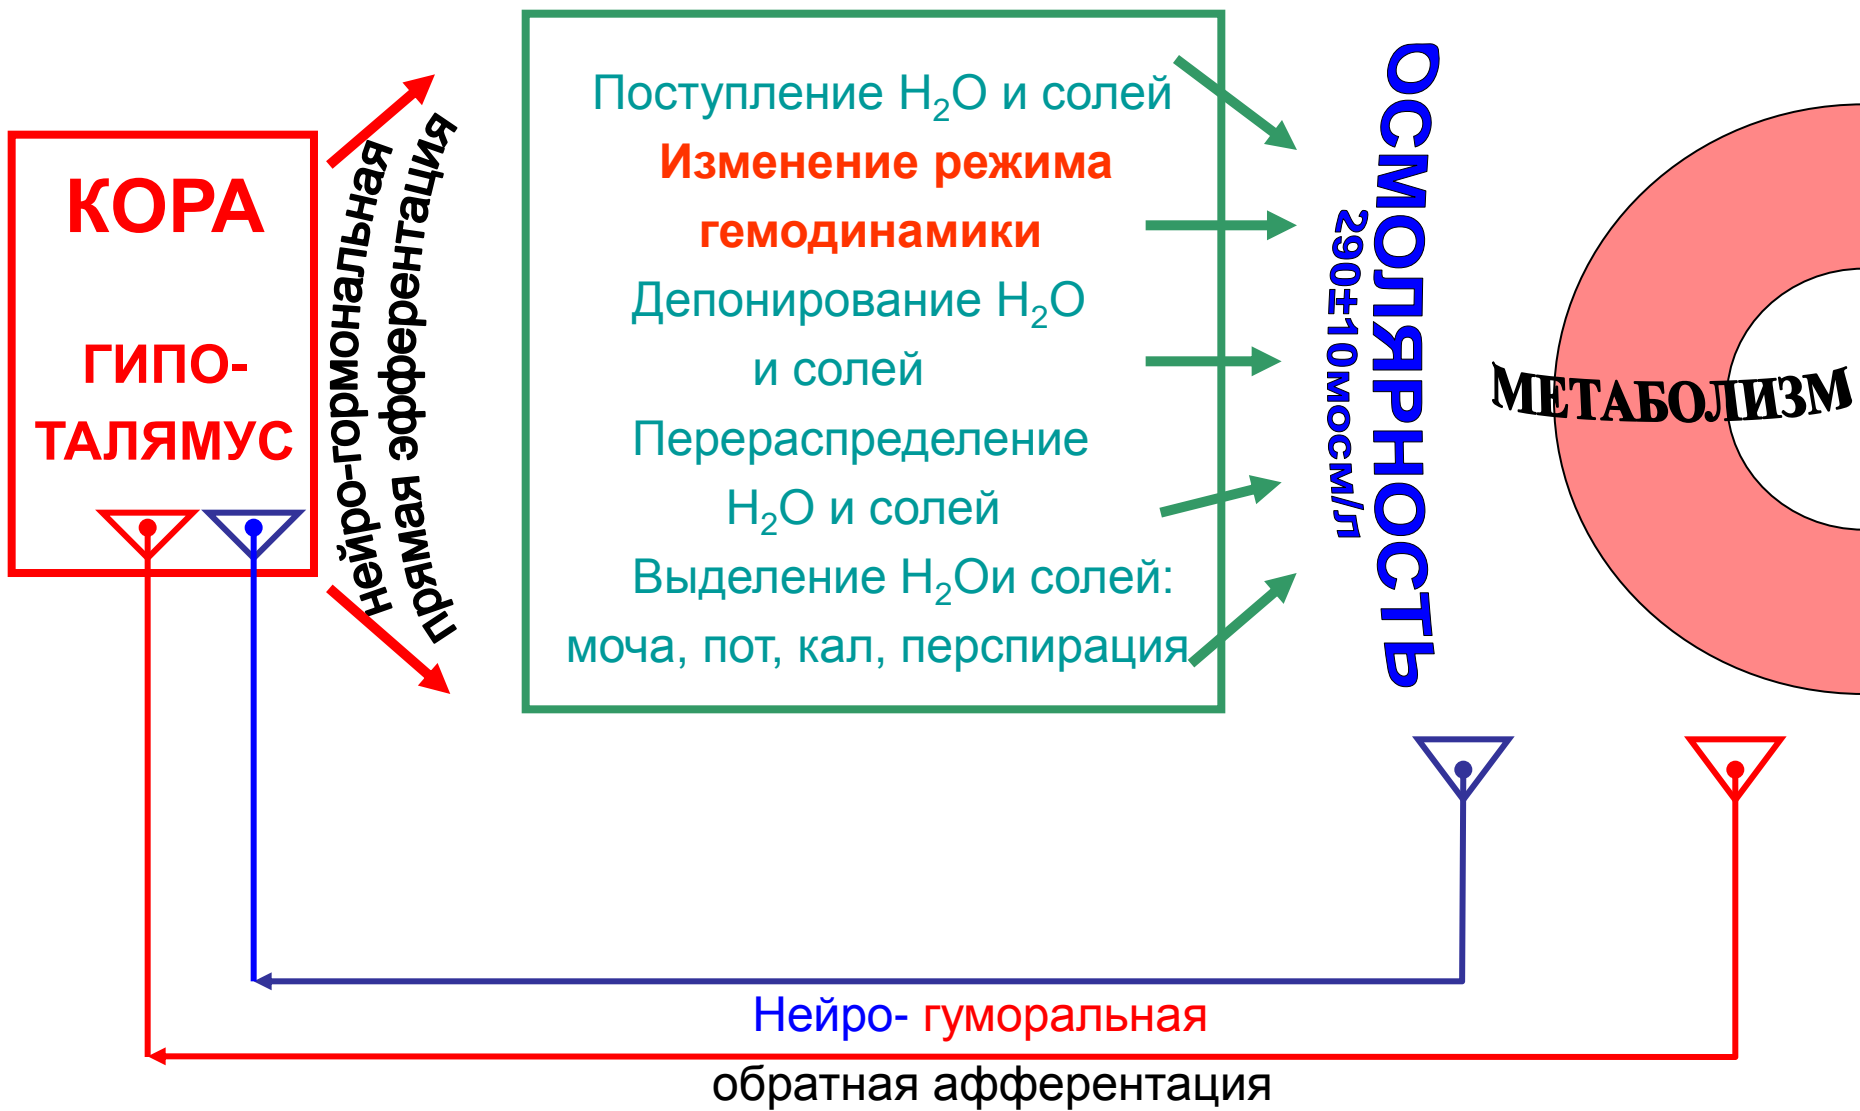 КОРА
ГИПО-
ТАЛЯМУС
нейро-гормональная
прямая эфферентация
Поступление H₂O и солей
Изменение режима
гемодинамики
Депонирование H₂O
и солей
Перераспределение
H₂O и солей
Выделение H₂Oи солей:
моча, пот, кал, перспирация
ОСМОЛЯРНОСТЬ
290±10мосм/л
МЕТАБОЛИЗМ
Нейро- гуморальная
обратная афферентация